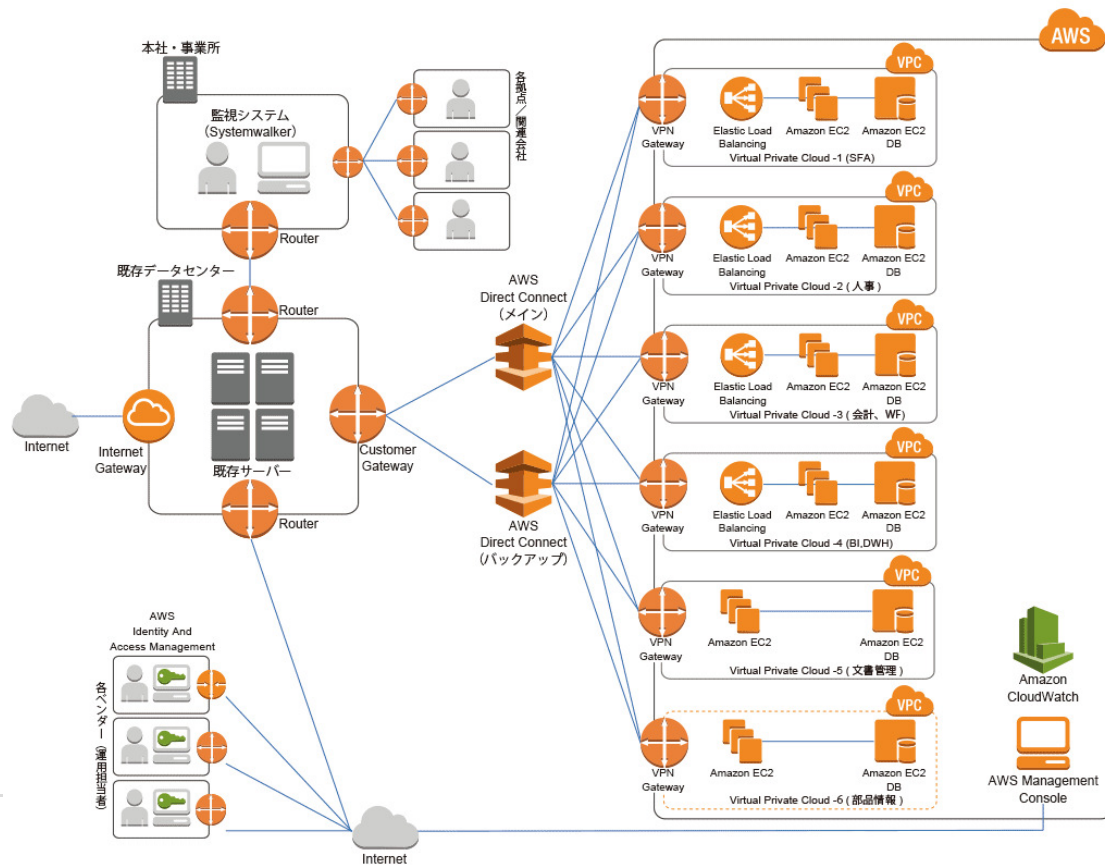 本社・事業所
監視システム
（Systemwalker）
各拠点／関連会社
Router
既存データセンター
Router
Internet
Internet
Gateway
既存サーバー
Customer
Gateway
Router
AWS
Direct Connect
（メイン）
AWS
Direct Connect
（バックアップ）
AWS
Identity And
Access Management
各ベンダー（運用担当者）
Internet
AWS
VPC
VPN
Gateway
Elastic Load
Balancing
Amazon EC2
Amazon EC2
DB
Virtual Private Cloud -1 (SFA)
VPC
VPN
Gateway
Elastic Load
Balancing
Amazon EC2
Amazon EC2
DB
Virtual Private Cloud -2 ( 人事 )
VPC
VPN
Gateway
Elastic Load
Balancing
Amazon EC2
Amazon EC2
DB
Virtual Private Cloud -3 ( 会計、WF)
VPC
VPN
Gateway
Elastic Load
Balancing
Amazon EC2
Amazon EC2
DB
Virtual Private Cloud -4 (BI,DWH)
VPC
VPN
Gateway
Amazon EC2
Amazon EC2
DB
Virtual Private Cloud -5 ( 文書管理 )
VPC
VPN
Gateway
Amazon EC2
Amazon EC2
DB
Virtual Private Cloud -6 ( 部品情報 )
Amazon
CloudWatch
AWS Management
Console